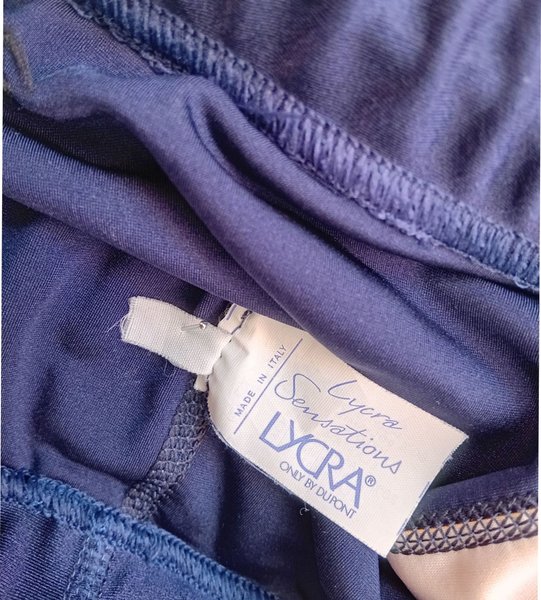 MADE IN ITALY
Lycra
Sensations
LYCRA®
ONLY BY DUPONT